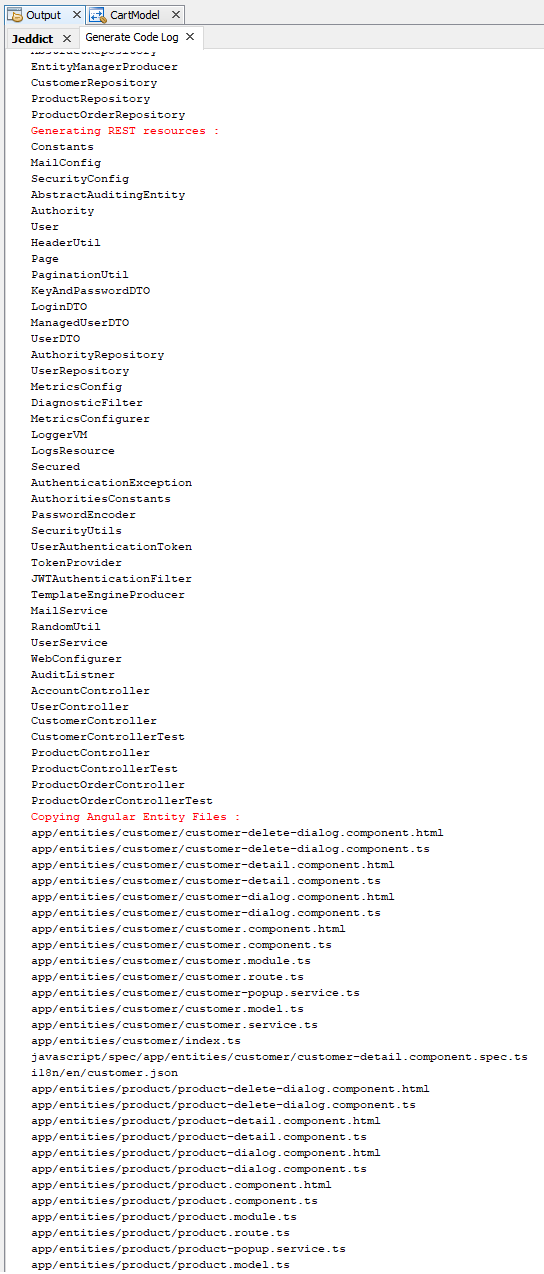 Output
CartModel
Jeddict
Generate Code Log
AbstractRepository
EntityManagerProducer
CustomerRepository
ProductRepository
ProductOrderRepository
Generating REST resources :
Constants
MailConfig
SecurityConfig
AbstractAuditingEntity
Authority
User
HeaderUtil
Page
PaginationUtil
KeyAndPasswordDTO
LoginDTO
ManagedUserDTO
UserDTO
AuthorityRepository
UserRepository
MetricsConfig
DiagnosticFilter
MetricsConfigurer
LoggerVM
LogsResource
Secured
AuthenticationException
AuthoritiesConstants
PasswordEncoder
SecurityUtils
UserAuthenticationToken
TokenProvider
JWTAuthenticationFilter
TemplateEngineProducer
MailService
RandomUtil
UserService
WebConfigurer
AuditListner
AccountController
UserController
CustomerController
CustomerControllerTest
ProductController
ProductControllerTest
ProductOrderController
ProductOrderControllerTest
Copying Angular Entity Files :
app/entities/customer/customer-delete-dialog.component.html
app/entities/customer/customer-delete-dialog.component.ts
app/entities/customer/customer-detail.component.html
app/entities/customer/customer-detail.component.ts
app/entities/customer/customer-dialog.component.html
app/entities/customer/customer-dialog.component.ts
app/entities/customer/customer.component.html
app/entities/customer/customer.component.ts
app/entities/customer/customer.module.ts
app/entities/customer/customer.route.ts
app/entities/customer/customer-popup.service.ts
app/entities/customer/customer.model.ts
app/entities/customer/customer.service.ts
app/entities/customer/index.ts
javascript/spec/app/entities/customer/customer-detail.component.spec.ts
i18n/en/customer.json
app/entities/product/product-delete-dialog.component.html
app/entities/product/product-delete-dialog.component.ts
app/entities/product/product-detail.component.html
app/entities/product/product-detail.component.ts
app/entities/product/product-dialog.component.html
app/entities/product/product-dialog.component.ts
app/entities/product/product.component.html
app/entities/product/product.component.ts
app/entities/product/product.module.ts
app/entities/product/product.route.ts
app/entities/product/product-popup.service.ts
app/entities/product/product.model.ts